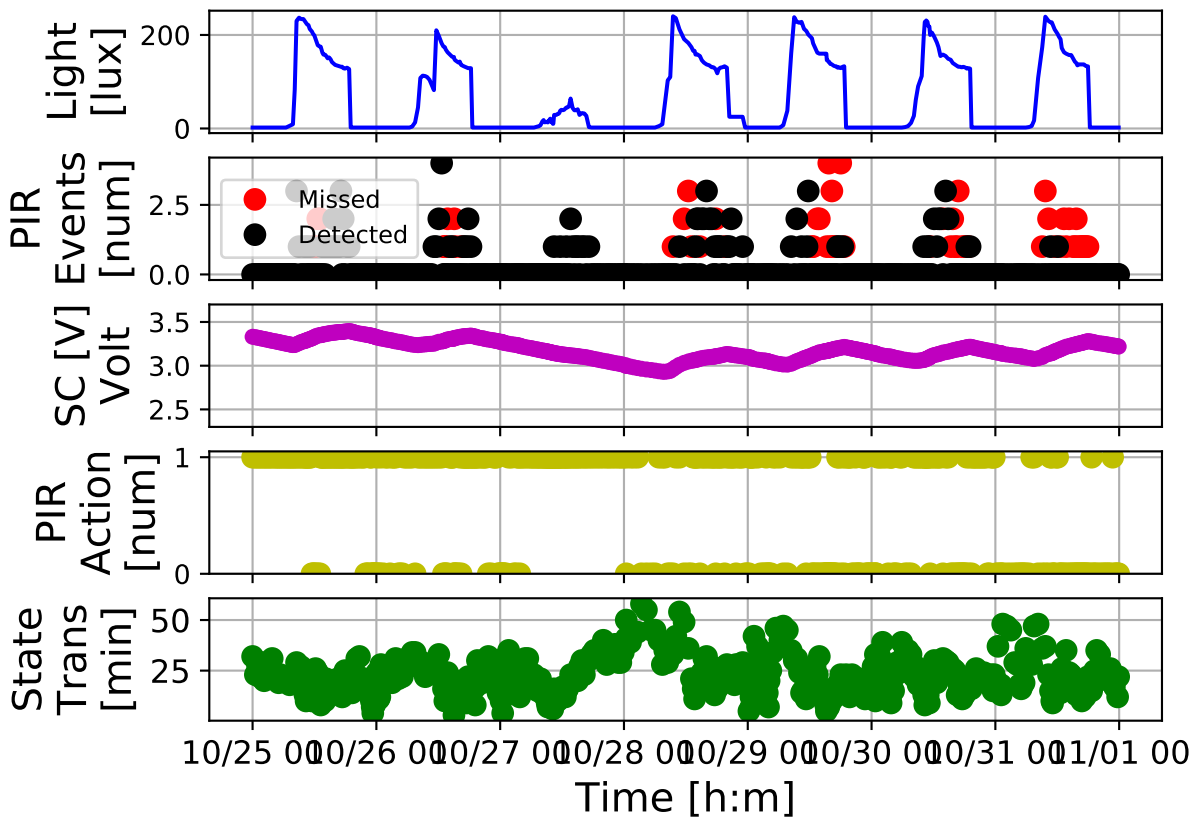 Light
[lux]
200
0
PIR
Events
[num]
2.5
0.0
Missed
Detected
SC [V]
Volt
3.5
3.0
2.5
PIR
Action
[num]
1
0
State
Trans
[min]
50
25
10/25 00 10/26 00 10/27 00 10/28 00 10/29 00 10/30 00 10/31 00 11/01 00
Time [h:m]